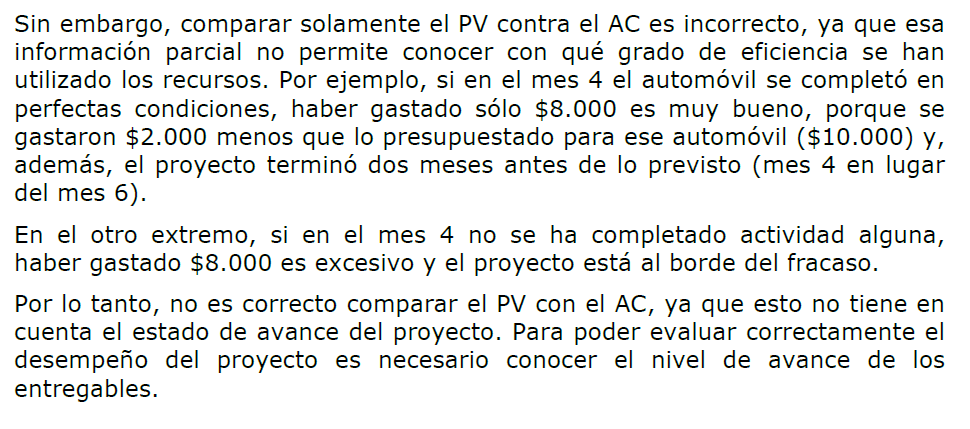 Sin embargo, comparar solamente el PV contra el AC es incorrecto, ya que esa
información parcial no permite conocer con qué grado de eficiencia se han
utilizado los recursos. Por ejemplo, si en el mes 4 el automóvil se completó en
perfectas condiciones, haber gastado sólo $8.000 es muy bueno, porque se
gastaron $2.000 menos que lo presupuestado para ese automóvil ($10.000) y,
además, el proyecto terminó dos meses antes de lo previsto (mes 4 en lugar
del mes 6).
En el otro extremo, si en el mes 4 no se ha completado actividad alguna,
haber gastado $8.000 es excesivo y el proyecto está al borde del fracaso.
Por lo tanto, no es correcto comparar el PV con el AC, ya que esto no tiene en
cuenta el estado de avance del proyecto. Para poder evaluar correctamente el
desempeño del proyecto es necesario conocer el nivel de avance de los
entregables.